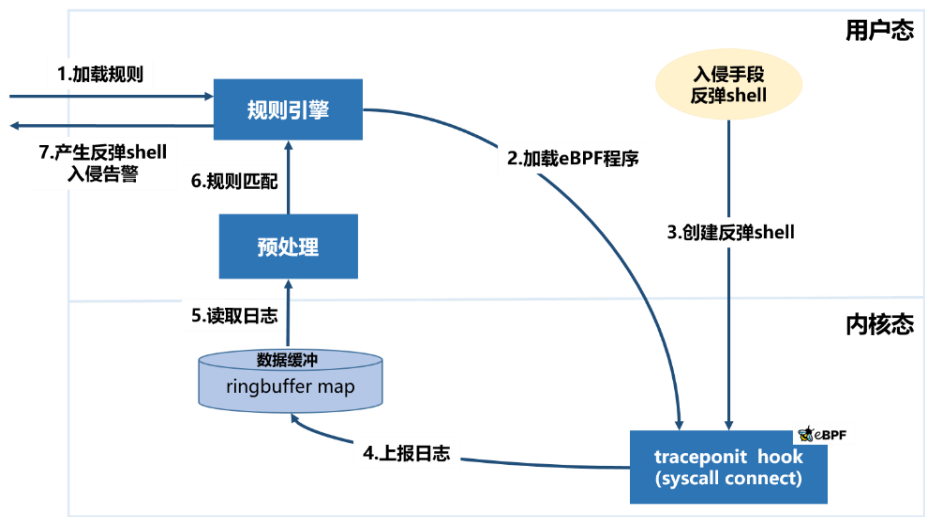 用户态
1.加载规则
规则引擎
入侵手段
反弹shell
7.产生反弹shell
入侵告警
2.加载eBPF程序
6.规则匹配
3.创建反弹shell
预处理
5.读取日志
内核态
数据缓冲
ringbuffer map
4.上报日志
eBPF
traceponit hook
(syscall connect)